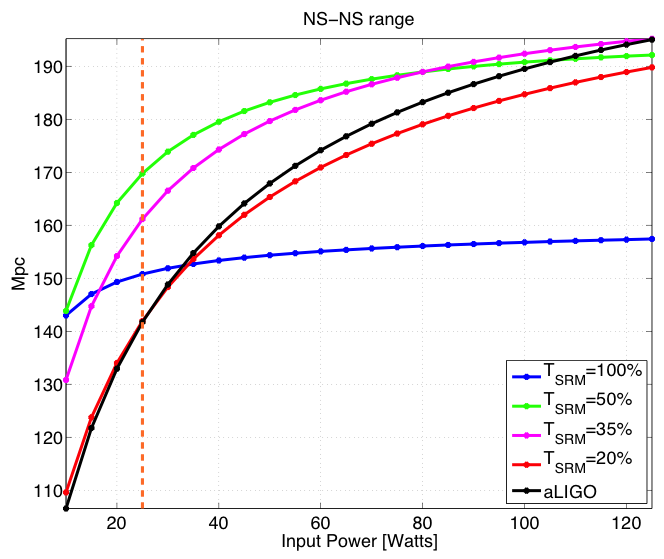 NS−NS range
Mpc
190
180
170
160
150
140
130
120
110
20 40 60 80 100 120
Input Power [Watts]
T_SRM=100%
T_SRM=50%
T_SRM=35%
T_SRM=20%
aLIGO